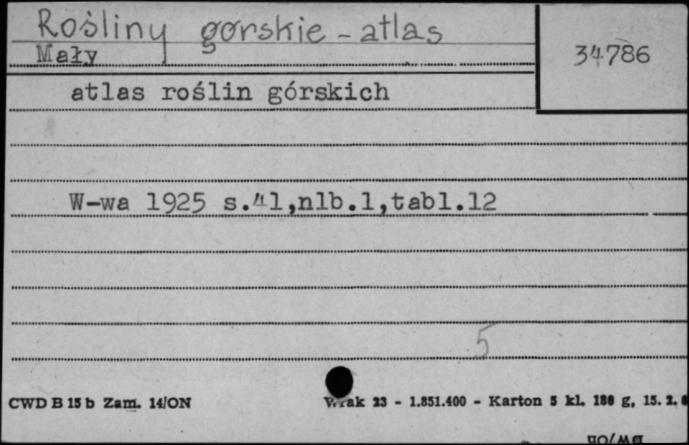 Rośliny górskie - atlas
34786
Mały
atlas roślin górskich
W-wa 1925 s.41,nlb.1,tabl.12
5
CWD B 15 b Zam. 14/ON 23 - 1.851.400 - Karton 5 kl. 180 g, 15. 2.